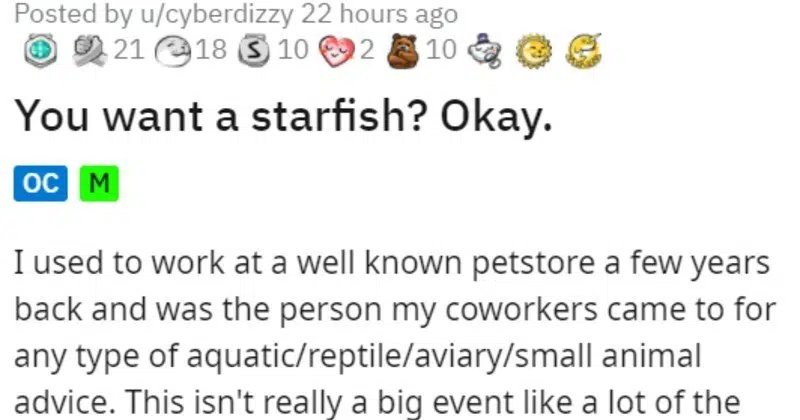 Posted by u/cyberdizzy 22 hours ago
21 18 S 10 2 10
You want a starfish? Okay.
OC M
I used to work at a well known petstore a few years
back and was the person my coworkers came to for
any type of aquatic/reptile/aviary/small animal
advice. This isn't really a big event like a lot of the